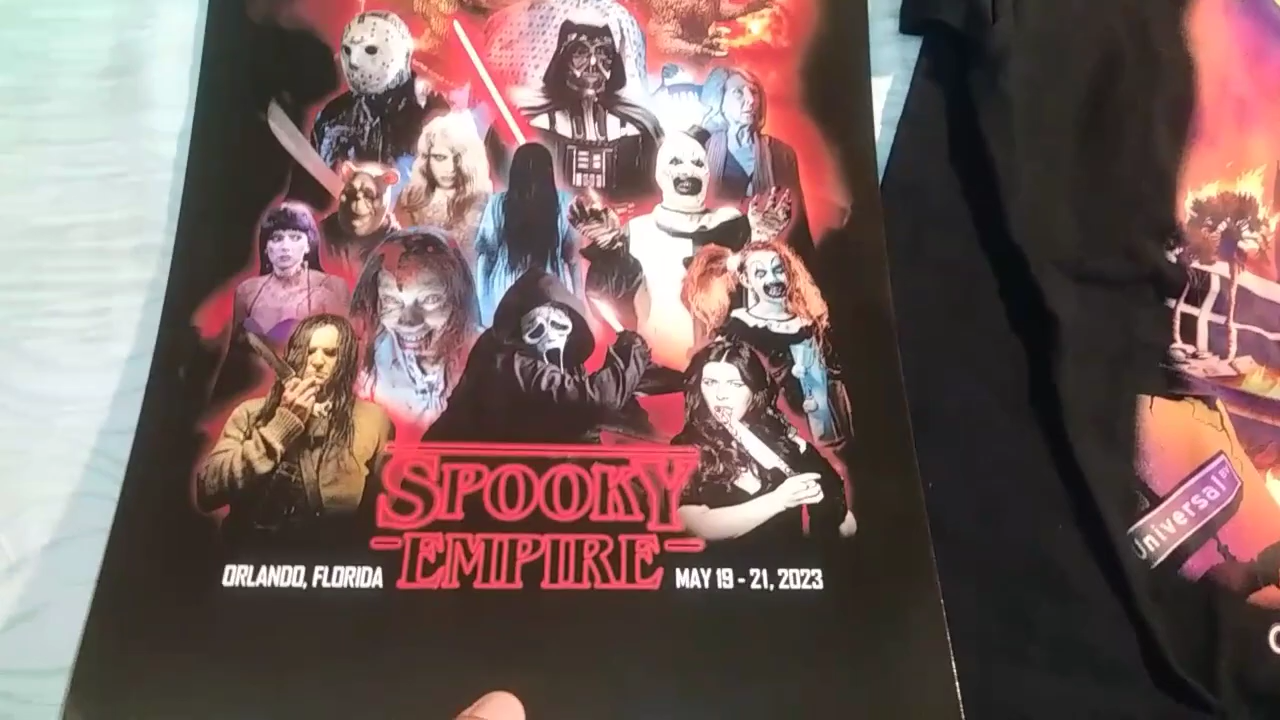 SPOOKY
EMPIRE
ORLANDO, FLORIDA
MAY 19 - 21, 2023
Universal